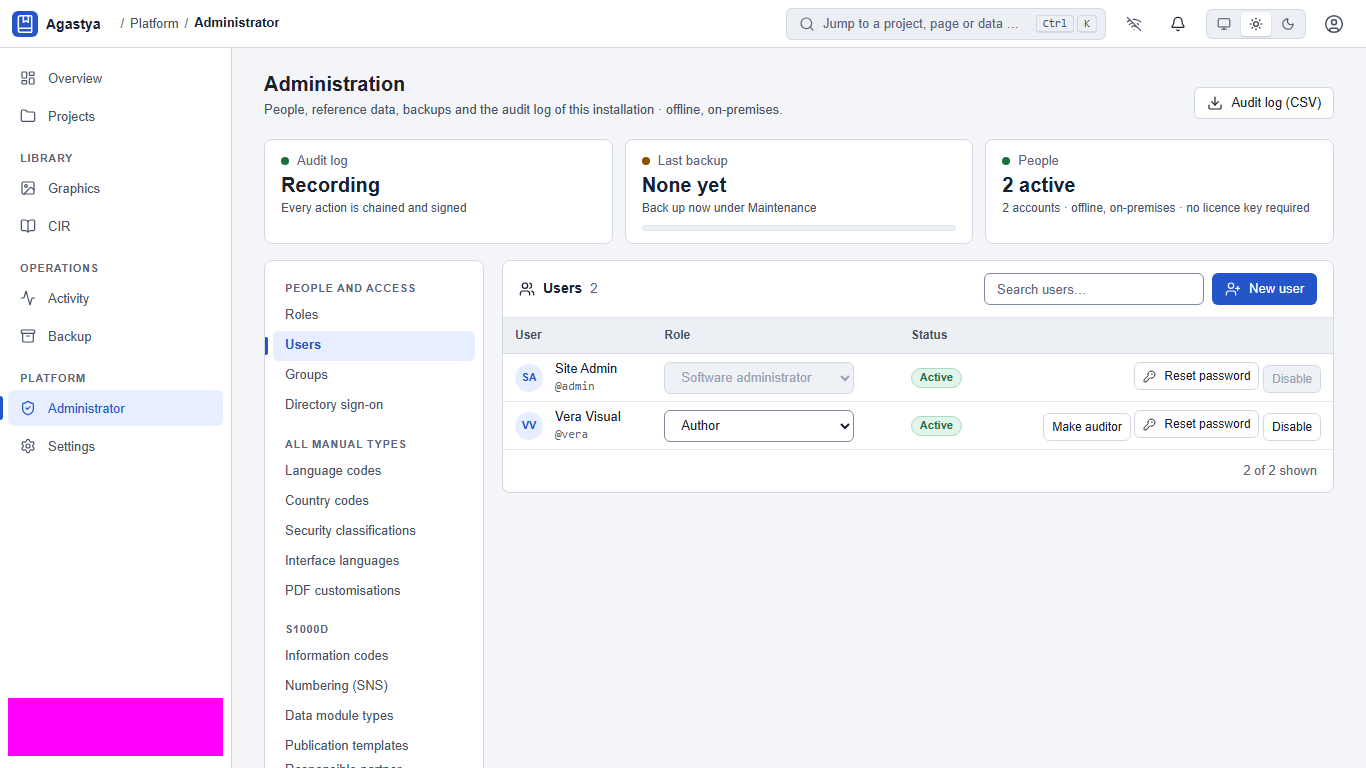 Agastya / Platform / Administrator
Jump to a project, page or data ... Ctrl K
Overview
Projects
LIBRARY
Graphics
CIR
OPERATIONS
Activity
Backup
PLATFORM
Administrator
Settings
Administration
People, reference data, backups and the audit log of this installation · offline, on-premises.
Audit log (CSV)
Audit log
Recording
Every action is chained and signed
Last backup
None yet
Back up now under Maintenance
People
2 active
2 accounts · offline, on-premises · no licence key required
PEOPLE AND ACCESS
Roles
Users
Groups
Directory sign-on
ALL MANUAL TYPES
Language codes
Country codes
Security classifications
Interface languages
PDF customisations
S1000D
Information codes
Numbering (SNS)
Data module types
Publication templates
Users 2
Search users...
New user
User Role Status
SA Site Admin Software administrator Active Reset password Disable
@admin
VV Vera Visual Author Active Make auditor Reset password Disable
@vera
2 of 2 shown